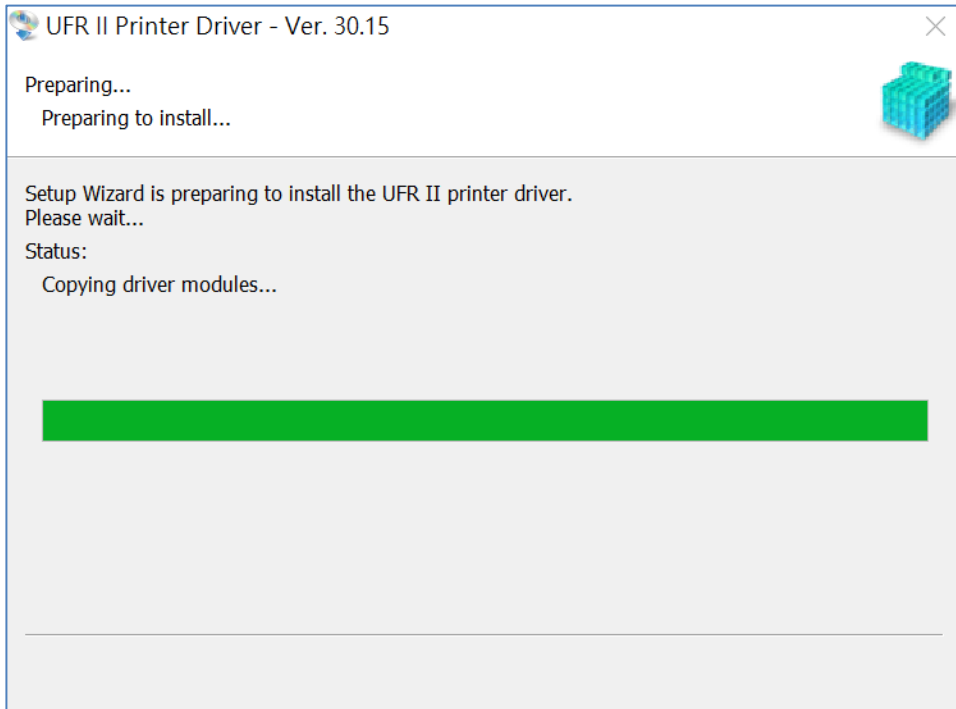 UFR II Printer Driver - Ver. 30.15
Preparing...
Preparing to install...
Setup Wizard is preparing to install the UFR II printer driver.
Please wait...
Status:
Copying driver modules...